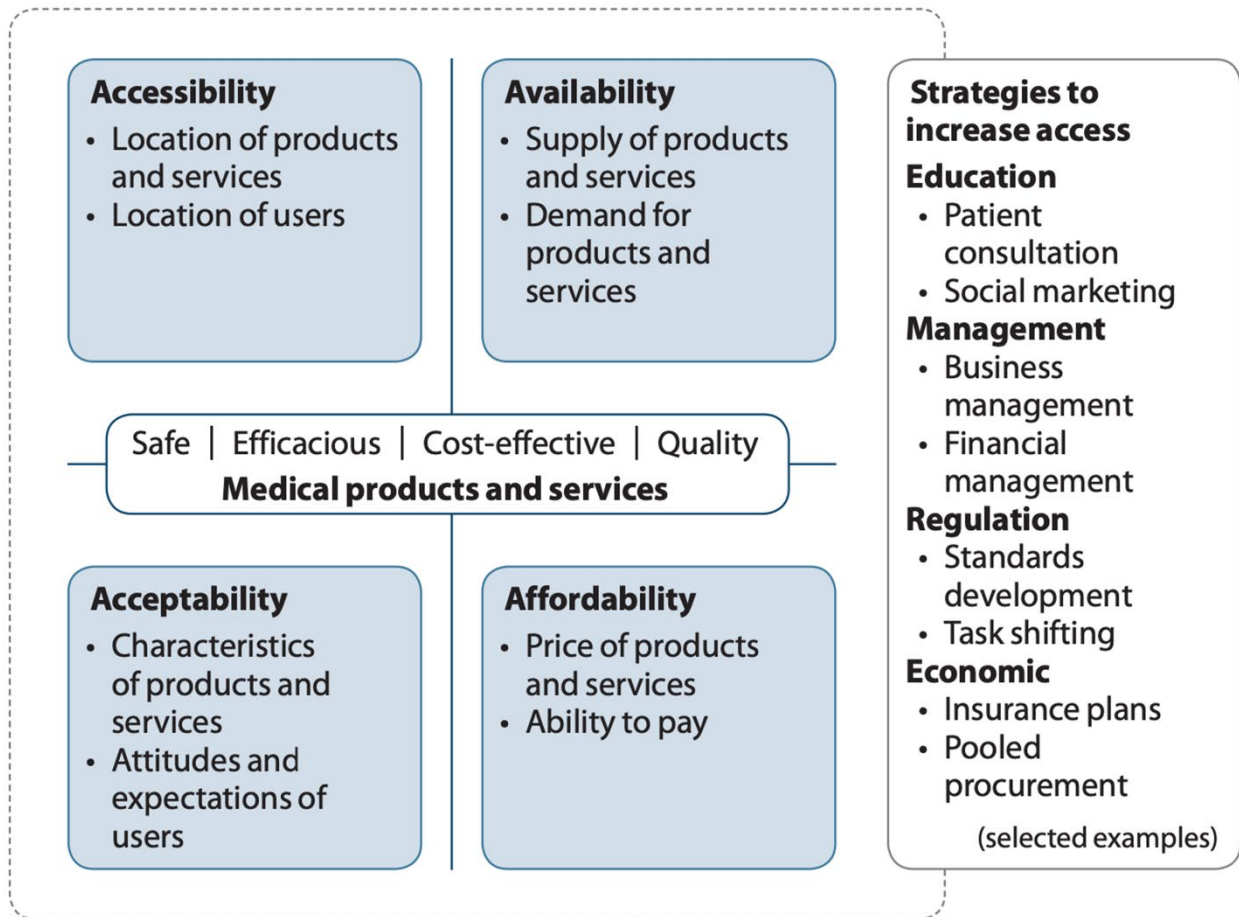 Accessibility
• Location of products
and services
• Location of users
Availability
• Supply of products
and services
• Demand for
products and
services
Safe | Efficacious | Cost-effective | Quality
Medical products and services
Acceptability
• Characteristics
of products and
services
• Attitudes and
expectations of
users
Affordability
• Price of products
and services
• Ability to pay
Strategies to
increase access
Education
• Patient
consultation
• Social marketing
Management
• Business
management
• Financial
management
Regulation
• Standards
development
• Task shifting
Economic
• Insurance plans
• Pooled
procurement
(selected examples)